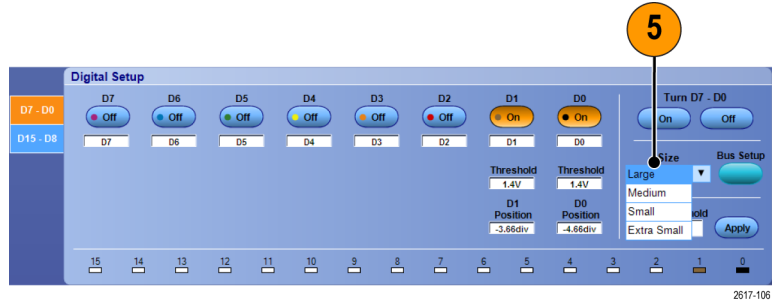 5
Digital Setup
D7 - D0
D15 - D8
D7 D6 D5 D4 D3 D2 D1 D0
Off Off Off Off Off Off On On
D7 D6 D5 D4 D3 D2 D1 D0
Threshold Threshold
1.4V 1.4V
D1 D0
Position Position
-3.66div -4.66div
Turn D7 - D0
On Off
Size Bus Setup
Large
Medium
Small
Extra Small
Apply
15 14 13 12 11 10 9 8 7 6 5 4 3 2 1 0
2617-106